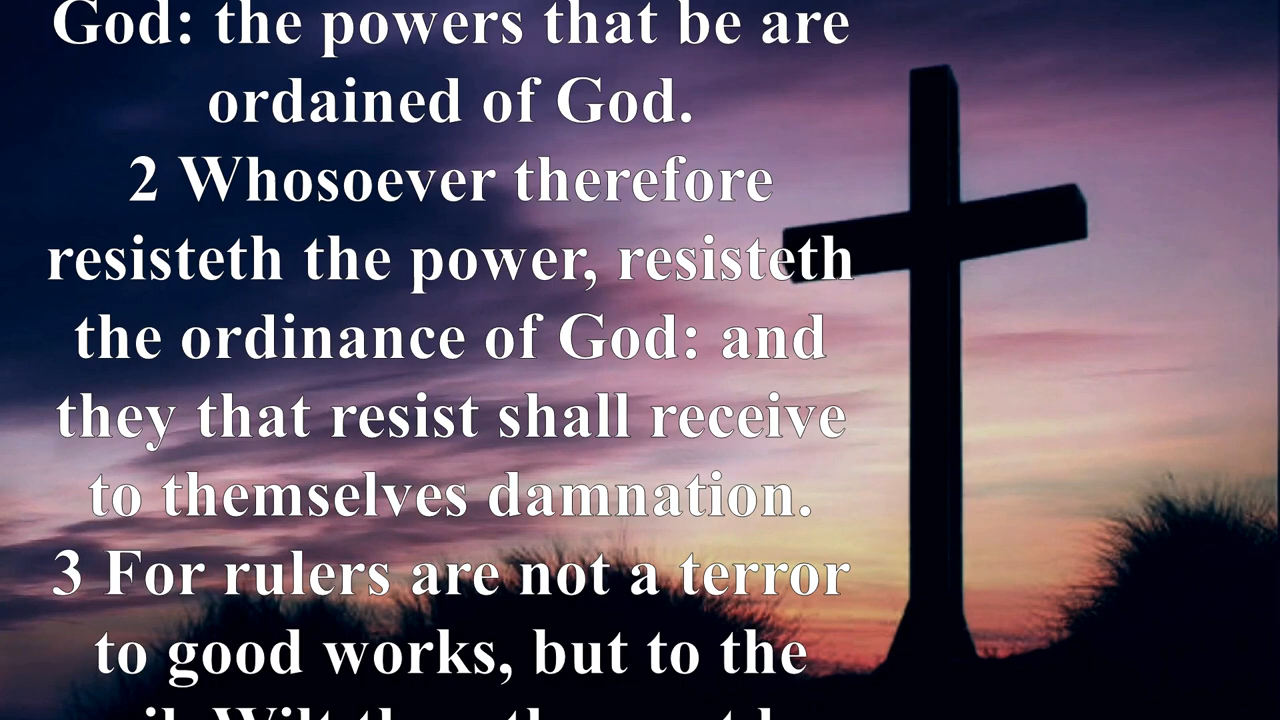 God: the powers that be are
ordained of God.
2 Whosoever therefore
resisteth the power, resisteth
the ordinance of God: and
they that resist shall receive
to themselves damnation.
3 For rulers are not a terror
to good works, but to the